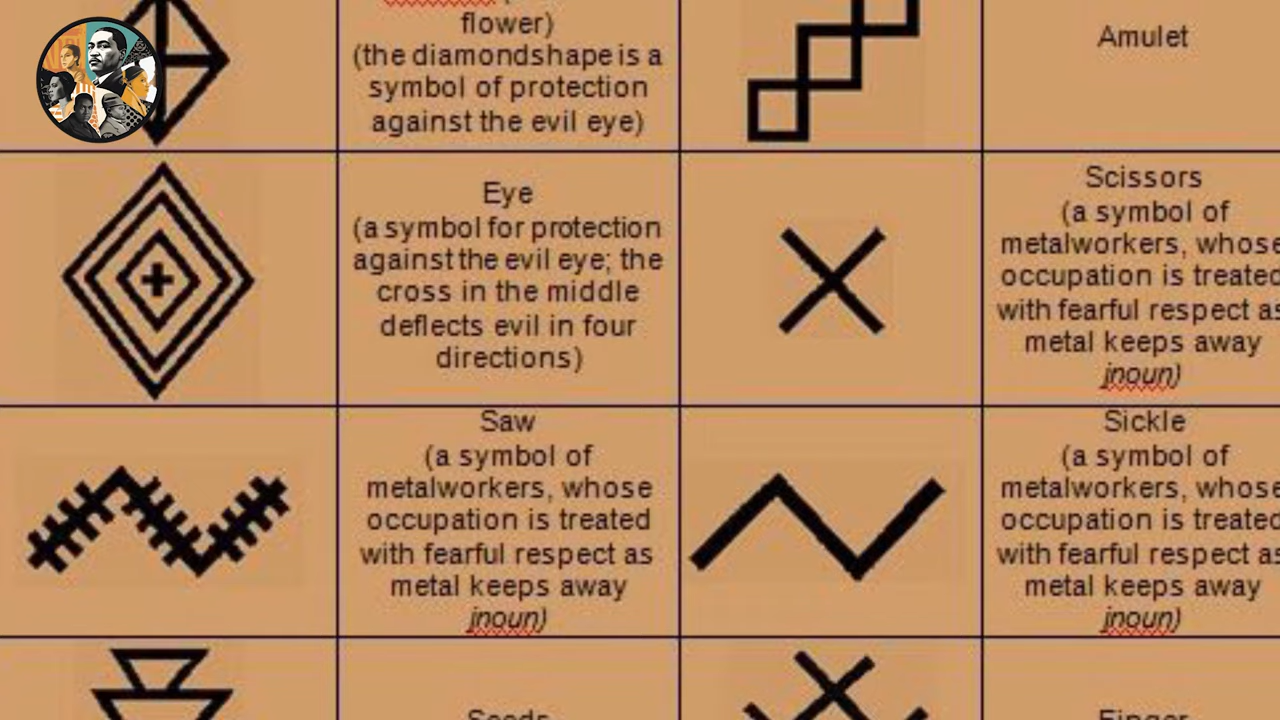 flower)
(the diamondshape is a
symbol of protection
against the evil eye)
Amulet
Eye
(a symbol for protection
against the evil eye; the
cross in the middle
deflects evil in four
directions)
Scissors
(a symbol of
metalworkers, whose
occupation is treated
with fearful respect as
metal keeps away
jnoun)
Saw
(a symbol of
metalworkers, whose
occupation is treated
with fearful respect as
metal keeps away
jnoun)
Sickle
(a symbol of
metalworkers, whose
occupation is treated
with fearful respect as
metal keeps away
jnoun)
Seeds
Finger